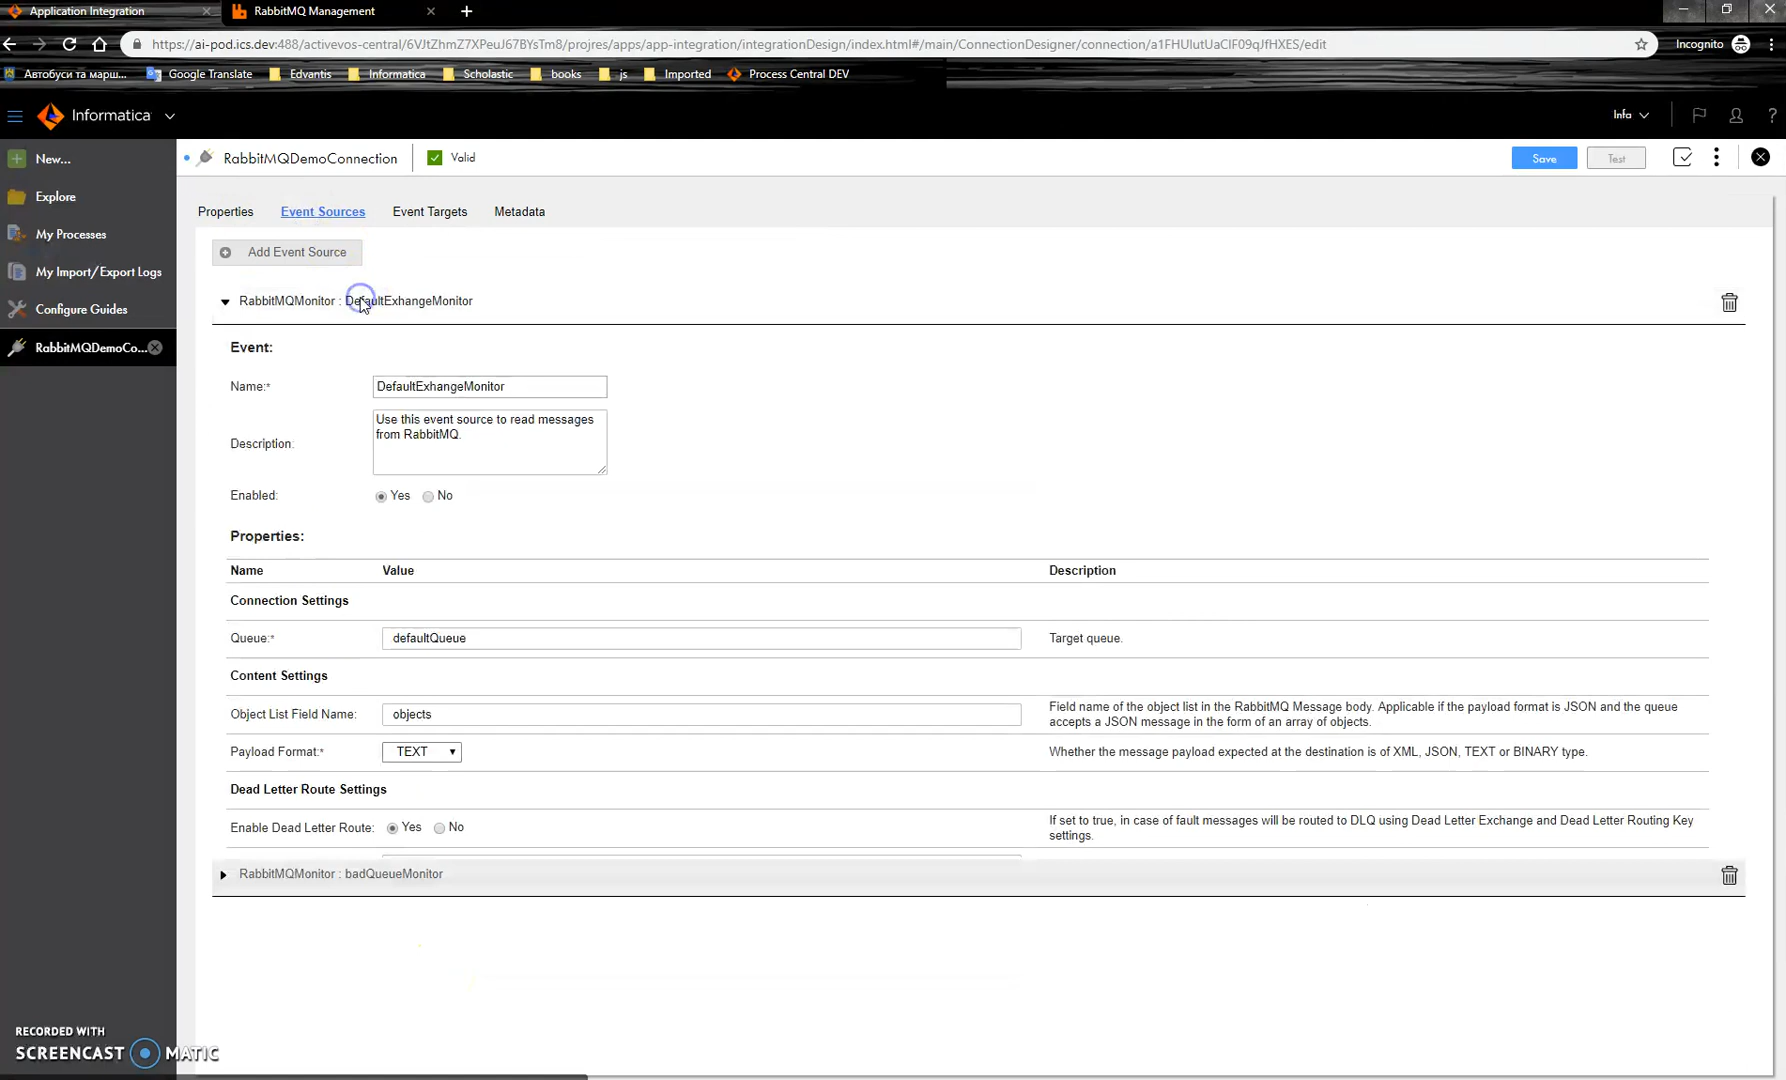 Application Integration
RabbitMQ Management
https://ai-pod.ics.dev:488/activevos-central/6VJtZhmZ7XPeuJ67BYsTm8/projres/apps/app-integration/integrationDesign/index.html#/main/ConnectionDesigner/connection/a1FHUlutUaClF09qJfHXES/edit
Incognito
Автобуси та марш...
Google Translate
Edvantis
Informatica
Scholastic
books
js
Imported
Process Central DEV
Informatica
Infa
New...
Explore
My Processes
My Import/Export Logs
Configure Guides
RabbitMQDemoCo...
RabbitMQDemoConnection
Valid
Save
Test
Properties
Event Sources
Event Targets
Metadata
Add Event Source
RabbitMQMonitor : DefaultExhangeMonitor
Event:
Name:*
DefaultExhangeMonitor
Description:
Use this event source to read messages
from RabbitMQ.
Enabled:
Yes
No
Properties:
Name
Value
Description
Connection Settings
Queue:*
defaultQueue
Target queue.
Content Settings
Object List Field Name:
objects
Field name of the object list in the RabbitMQ Message body. Applicable if the payload format is JSON and the queue
accepts a JSON message in the form of an array of objects.
Payload Format:*
TEXT
Whether the message payload expected at the destination is of XML, JSON, TEXT or BINARY type.
Dead Letter Route Settings
Enable Dead Letter Route:
Yes
No
If set to true, in case of fault messages will be routed to DLQ using Dead Letter Exchange and Dead Letter Routing Key
settings.
RabbitMQMonitor : badQueueMonitor
RECORDED WITH
SCREENCAST MATIC